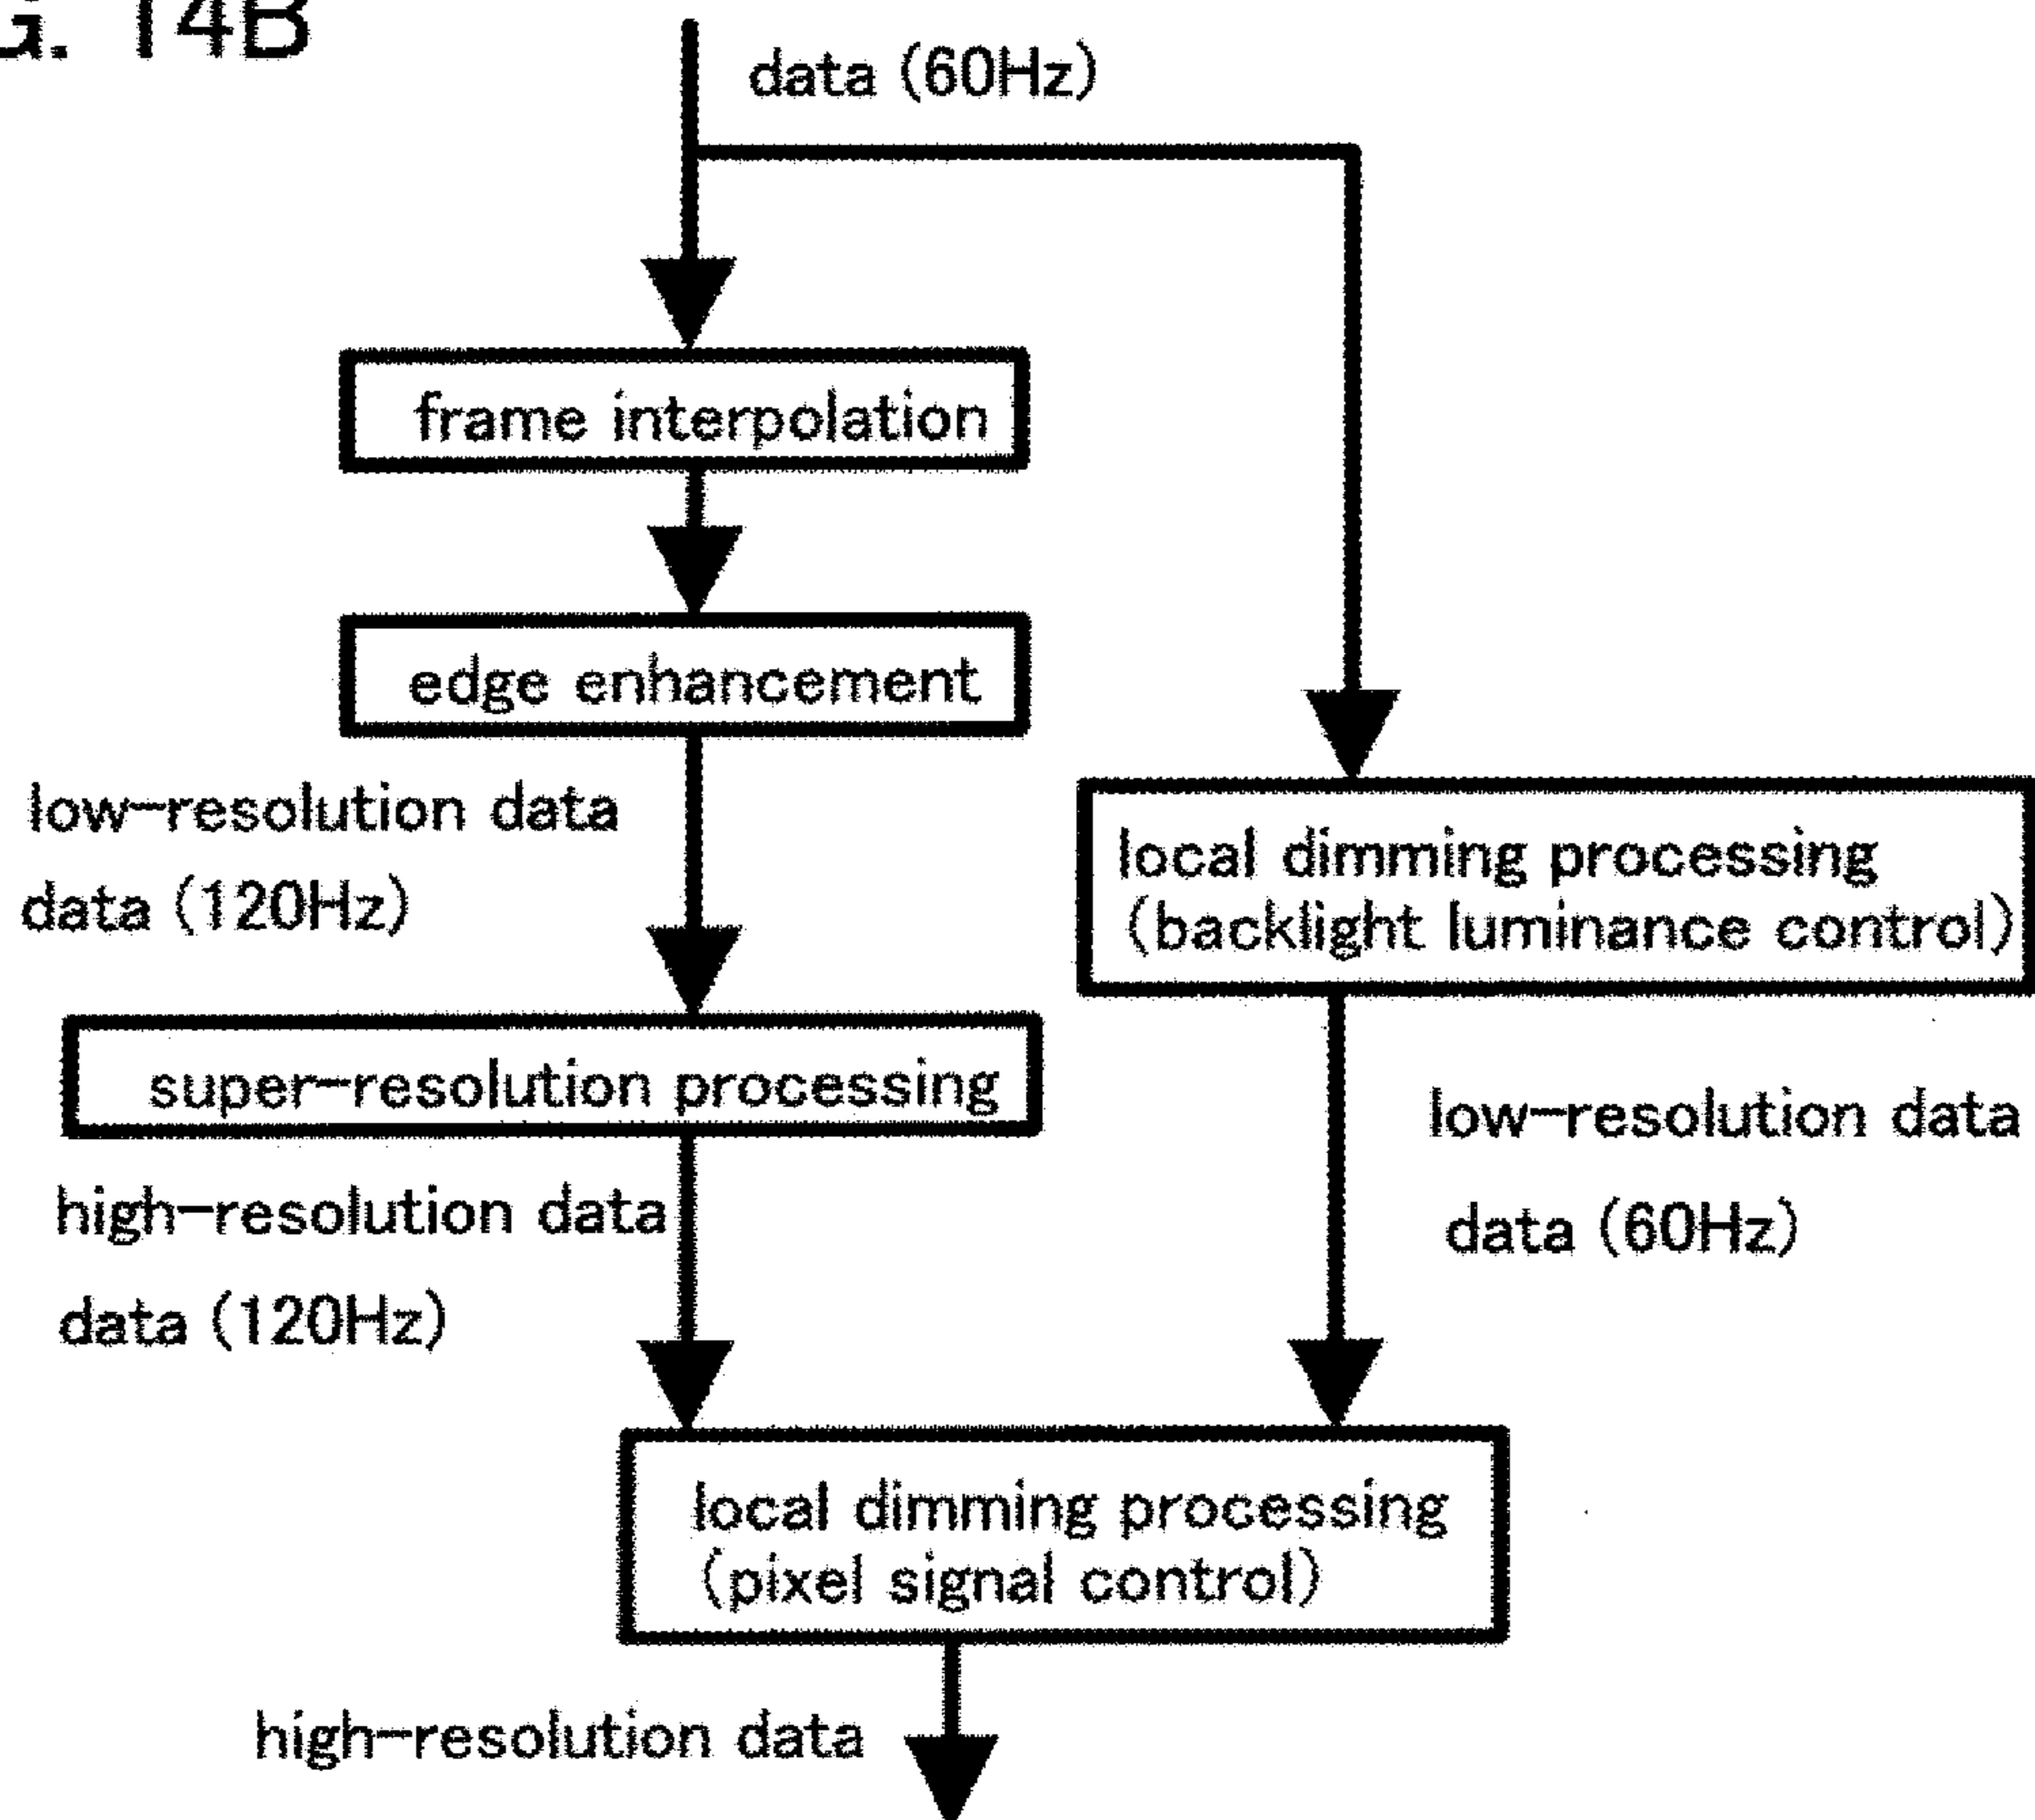 14B
data (60Hz)
frame interpolation
edge enhancement
low-resolution data
data (120Hz)
local dimming processing
(backlight luminance control)
super-resolution processing
low-resolution data
data (60Hz)
high-resolution data
data (120Hz)
local dimming processing
(pixel signal control)
high-resolution data